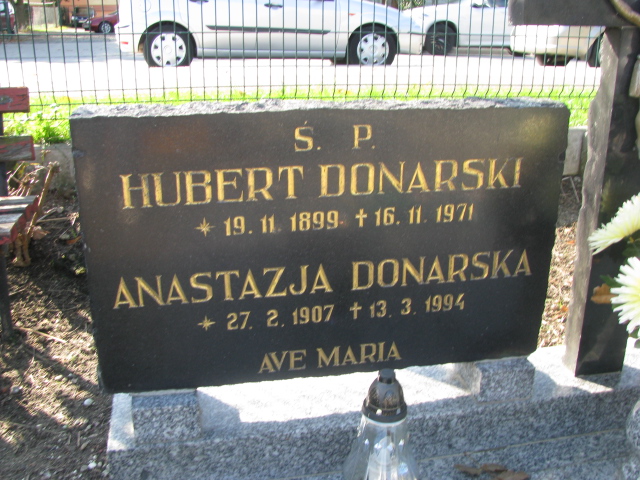 Ś. P.
HUBERT DONARSKI
* 19. 11. 1899 † 16. 11. 1971
ANASTAZJA DONARSKA
* 27. 2. 1907 † 13. 3. 1994
AVE MARIA